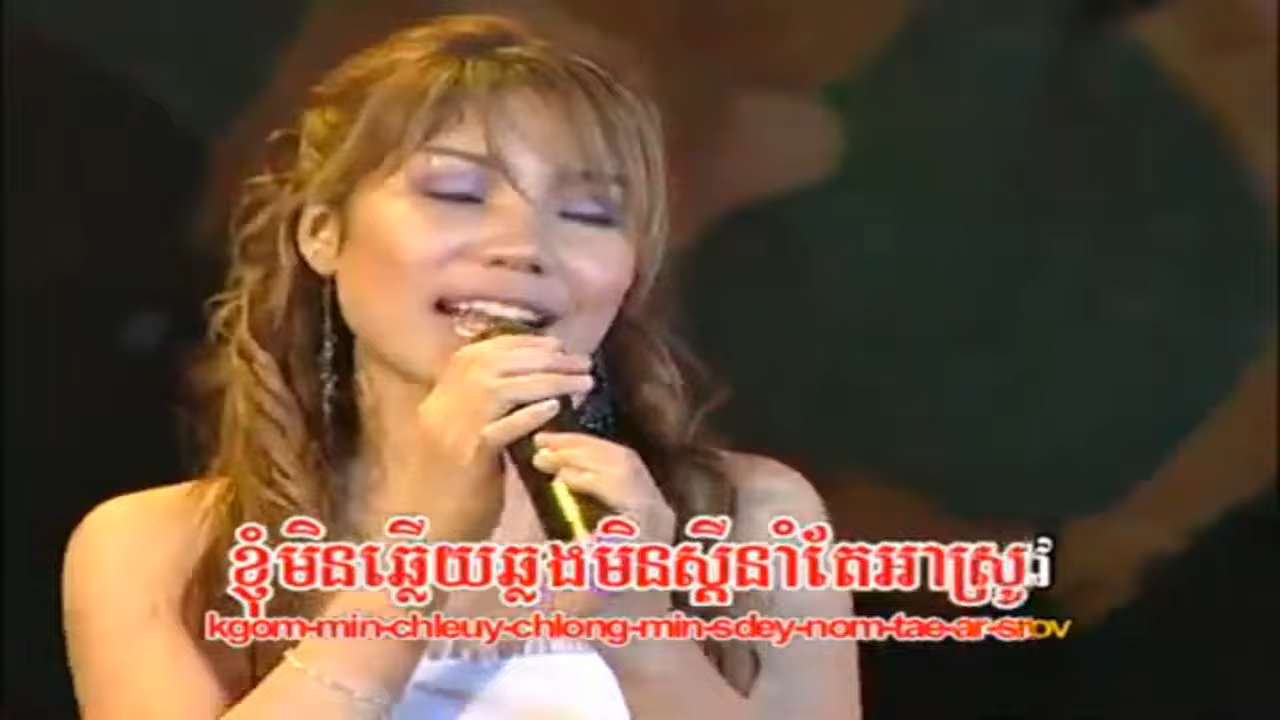 ខ្ញុំមិនឆ្លើយឆ្លងមិនស្ដីនាំតែអាស្រូវ
kgom-min-chleuy-chlong-min-sdey-nom-tae-ar-srov